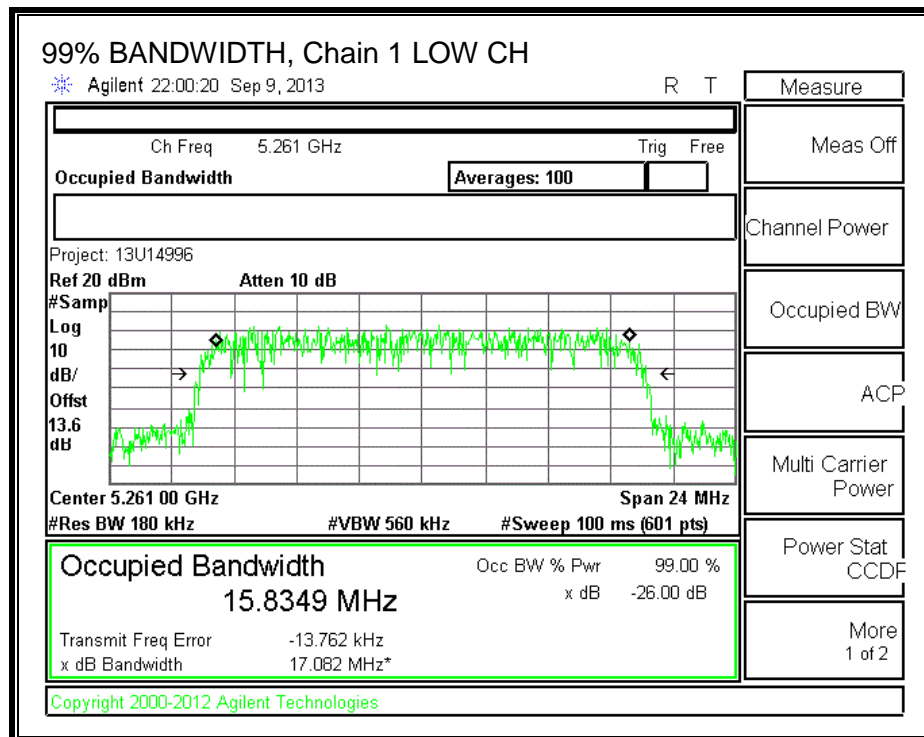 99% BANDWIDTH, Chain 1 LOW CH
Agilent 22:00:20 Sep 9, 2013 R T
Measure
Ch Freq 5.261 GHz Trig Free
Meas Off
Occupied Bandwidth Averages: 100
Channel Power
Project: 13U14996
Ref 20 dBm Atten 10 dB
#Samp
Log
10
dB/
Offst
13.6
dB
Occupied BW
ACP
Multi Carrier
Power
Center 5.261 00 GHz Span 24 MHz
#Res BW 180 kHz #VBW 560 kHz #Sweep 100 ms (601 pts)
Power Stat
CCDF
Occupied Bandwidth Occ BW % Pwr 99.00 %
15.8349 MHz x dB -26.00 dB
Transmit Freq Error -13.762 kHz
x dB Bandwidth 17.082 MHz*
More
1 of 2
Copyright 2000-2012 Agilent Technologies